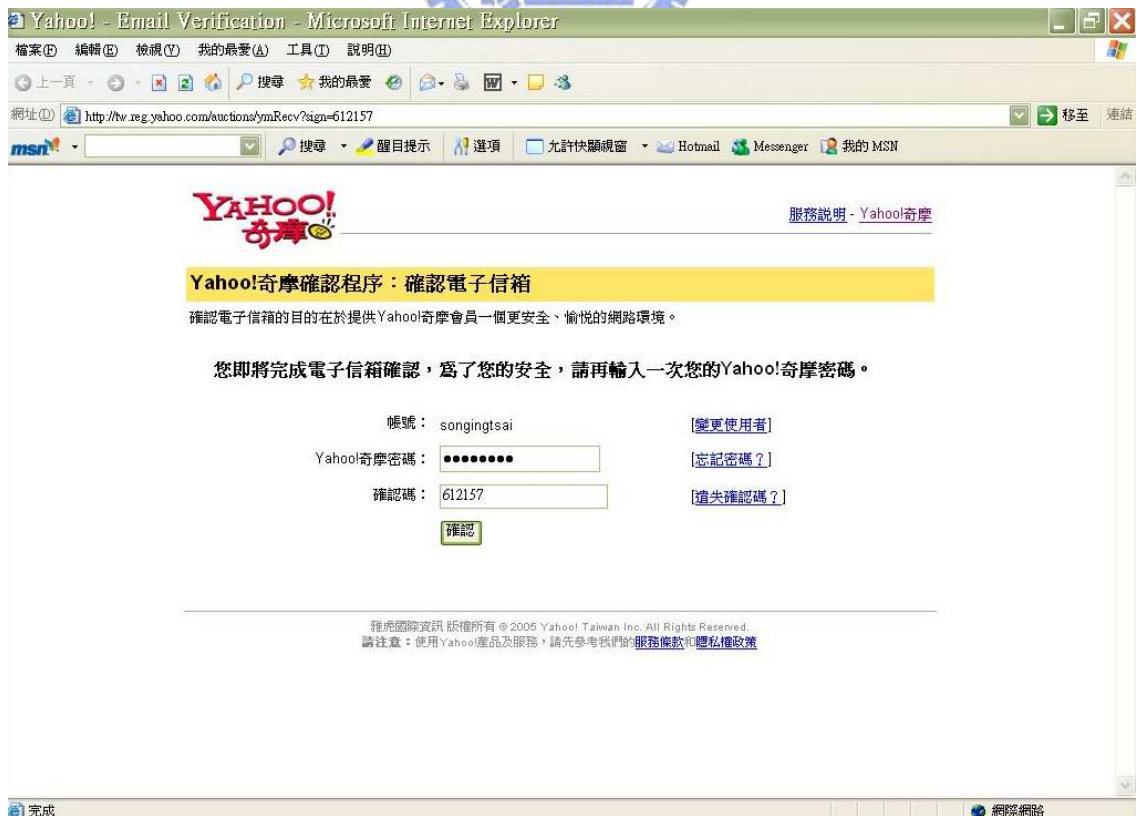 Yahoo! - Email Verification - Microsoft Internet Explorer
檔案(F) 編輯(E) 檢視(V) 我的最愛(A) 工具(T) 說明(H)
上一頁 搜尋 我的最愛
網址(D) http://tw.reg.yahoo.com/auctions/ymRecv?sign=612157 移至 連結
msn 搜尋 醒目提示 選項 允許快顯視窗 Hotmail Messenger 我的 MSN
YAHOO!
奇摩
服務說明 - Yahoo!奇摩
Yahoo!奇摩確認程序：確認電子信箱
確認電子信箱的目的在於提供Yahoo!奇摩會員一個更安全、愉悅的網路環境。
您即將完成電子信箱確認，為了您的安全，請再輸入一次您的Yahoo!奇摩密碼。
帳號： songingtsai [變更使用者]
Yahoo!奇摩密碼： ●●●●●●●● [忘記密碼？]
確認碼： 612157 [遺失確認碼？]
確認
雅虎國際資訊 版權所有 © 2005 Yahoo! Taiwan Inc. All Rights Reserved.
請注意：使用Yahoo!產品及服務，請先參考我們的服務條款和隱私權政策
完成 網際網路